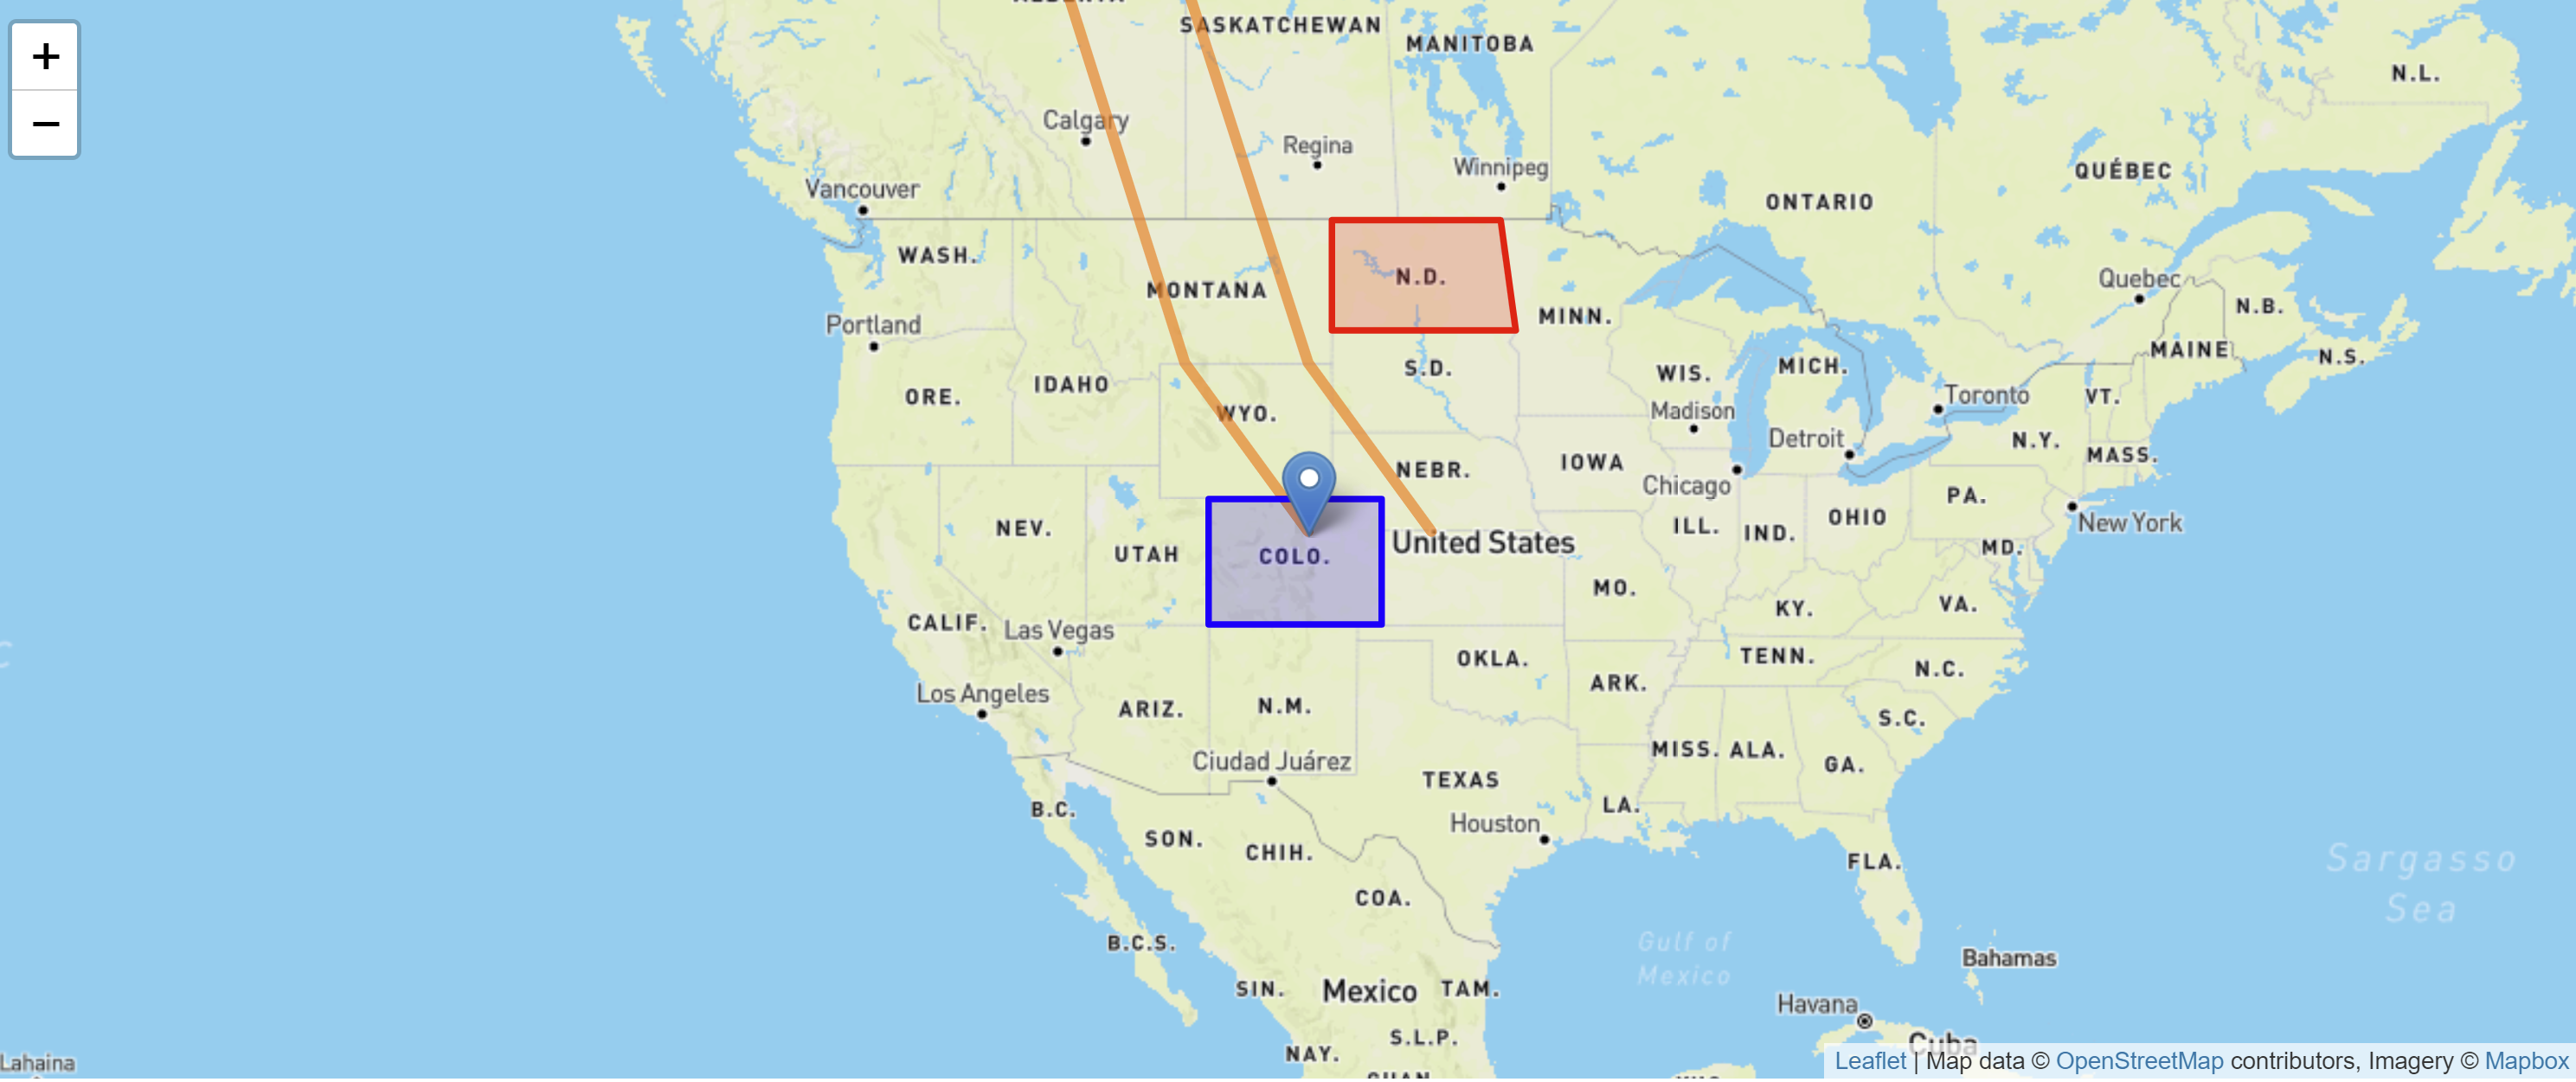 +
−
ALBERTA
SASKATCHEWAN
MANITOBA
N.L.
Calgary
Regina
Winnipeg
QUÉBEC
Vancouver
ONTARIO
WASH.
N.D.
Quebec
MONTANA
MINN.
N.B.
Portland
MAINE
N.S.
S.D.
MICH.
WIS.
IDAHO
ORE.
Toronto
VT.
WYO.
Madison
Detroit
N.Y.
MASS.
NEBR.
IOWA
Chicago
PA.
NEV.
ILL.
IND.
OHIO
New York
UTAH
COLO.
United States
MD.
MO.
KY.
VA.
CALIF.
Las Vegas
OKLA.
TENN.
N.C.
ARK.
Los Angeles
ARIZ.
N.M.
S.C.
MISS.
ALA.
GA.
Ciudad Juárez
TEXAS
B.C.
LA.
Houston
SON.
CHIH.
FLA.
Sargasso
Sea
COA.
B.C.S.
Gulf of
Mexico
Bahamas
SIN.
Mexico
TAM.
Havana
S.L.P.
Cuba
NAY.
Lahaina
Leaflet | Map data © OpenStreetMap contributors, Imagery © Mapbox